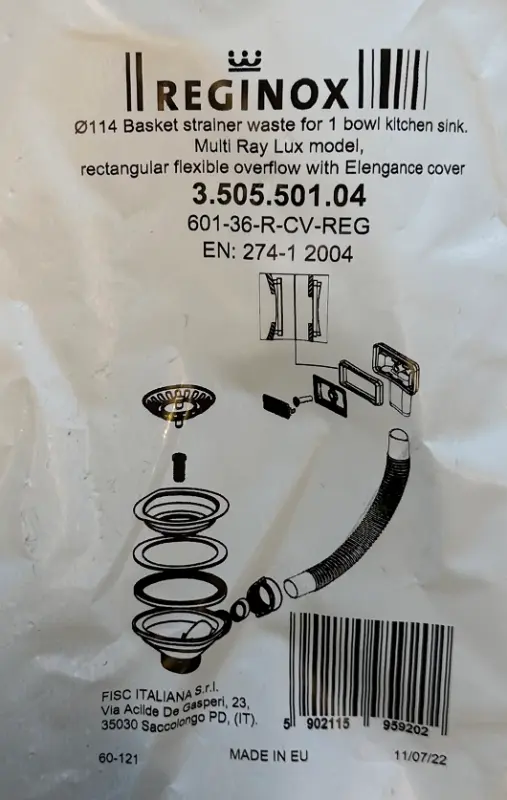 REGINOX
Ø114 Basket strainer waste for 1 bowl kitchen sink.
Multi Ray Lux model,
rectangular flexible overflow with Elengance cover
3.505.501.04
601-36-R-CV-REG
EN: 274-1 2004
FISC ITALIANA S.r.l.
Via Acilde De Gasperi, 23,
35030 Saccolongo PD, (IT).
5 902115 959202
60-121 MADE IN EU 11/07/22